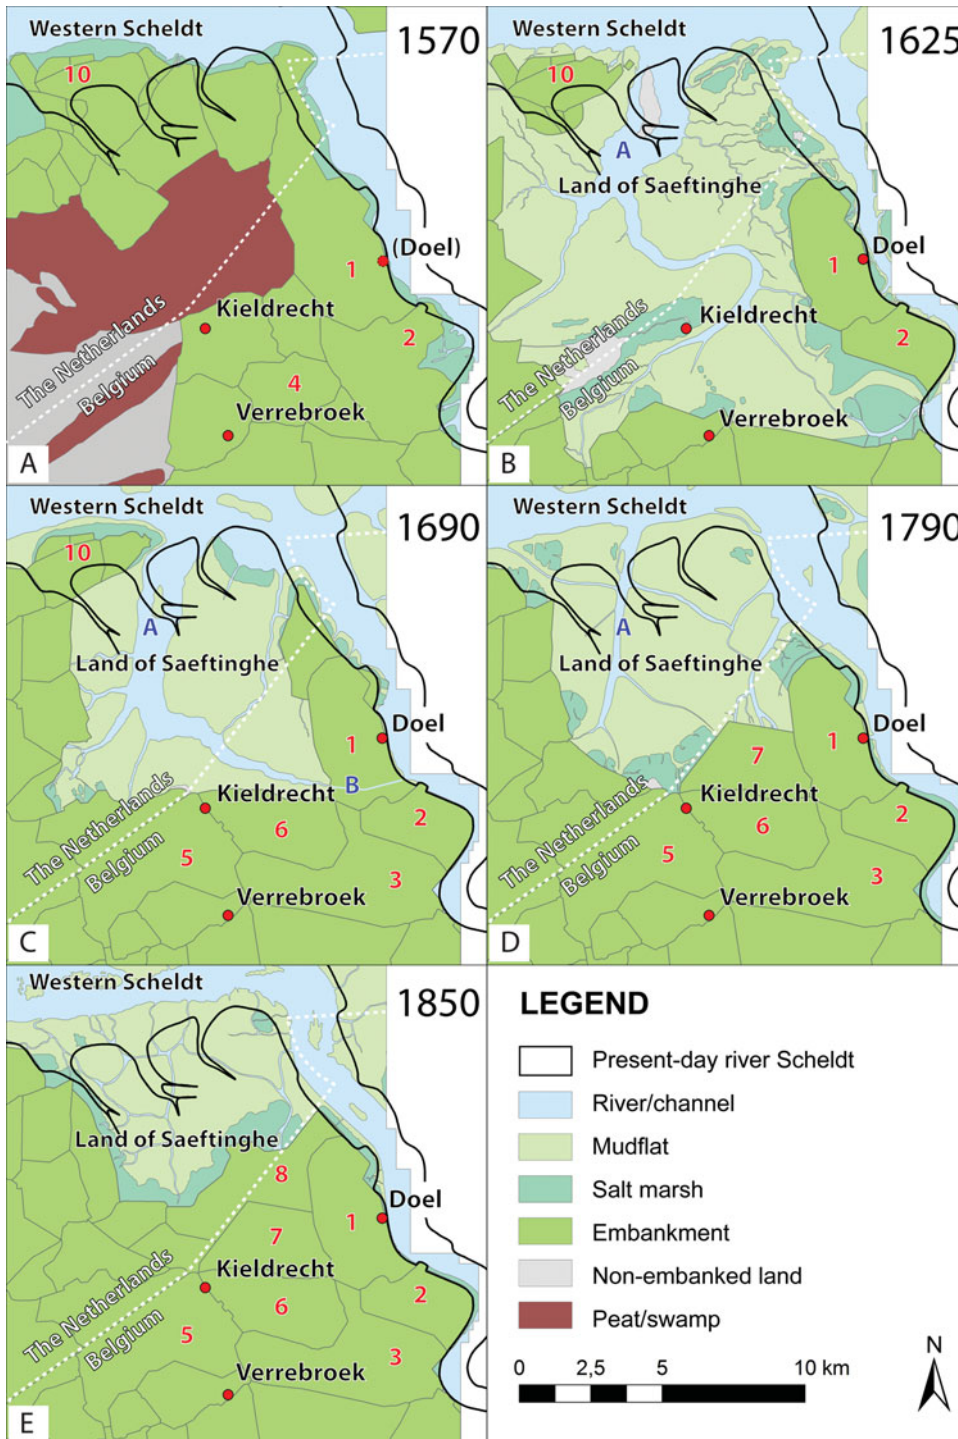 Western Scheldt
1570
10
(Doel)
1
Kieldrecht
2
The Netherlands
Belgium
4
Verrebroek
A
Western Scheldt
1625
10
A
Land of Saeftinghe
Doel
1
Kieldrecht
2
The Netherlands
Belgium
Verrebroek
B
Western Scheldt
1690
10
A
Land of Saeftinghe
Doel
1
B
Kieldrecht
2
The Netherlands
Belgium
6
5
3
Verrebroek
C
Western Scheldt
1790
A
Land of Saeftinghe
Doel
1
7
Kieldrecht
2
The Netherlands
Belgium
6
5
3
Verrebroek
D
Western Scheldt
1850
Land of Saeftinghe
8
Doel
1
7
Kieldrecht
2
The Netherlands
Belgium
6
5
3
Verrebroek
E
LEGEND
Present-day river Scheldt
River/channel
Mudflat
Salt marsh
Embankment
Non-embanked land
Peat/swamp
0 2,5 5 10 km
N